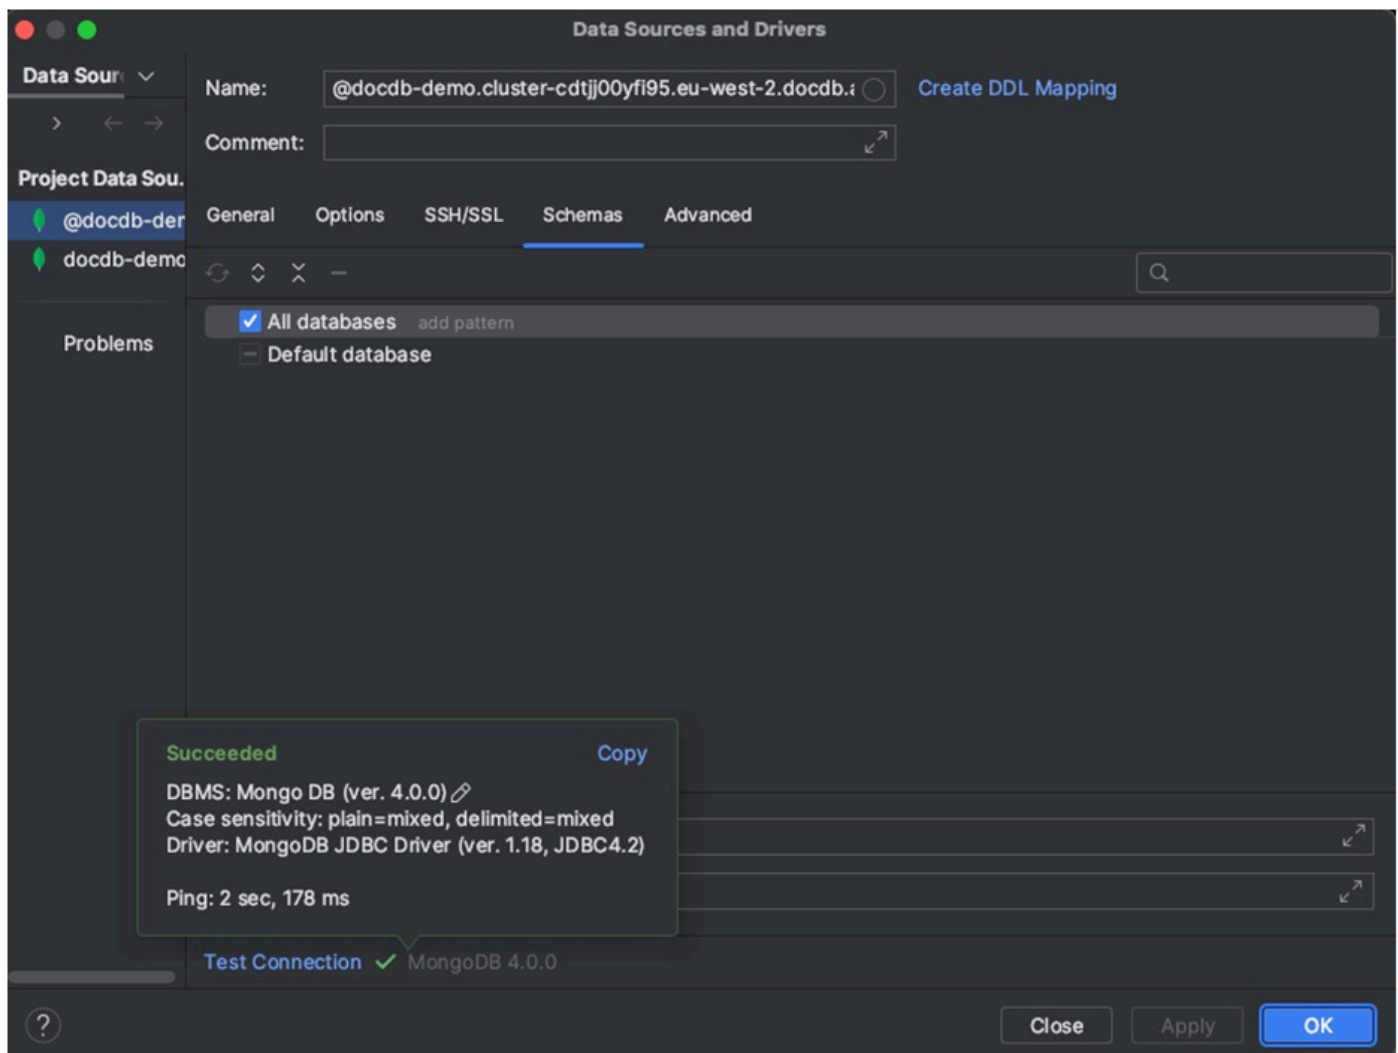 Data Sources and Drivers
Data Sour
Name:
@docdb-demo.cluster-cdtjj00yfi95.eu-west-2.docdb.a
Create DDL Mapping
Comment:
Project Data Sou.
@docdb-der
docdb-demo
Problems
General Options SSH/SSL Schemas Advanced
All databases add pattern
Default database
Succeeded Copy
DBMS: Mongo DB (ver. 4.0.0)
Case sensitivity: plain=mixed, delimited=mixed
Driver: MongoDB JDBC Driver (ver. 1.18, JDBC4.2)
Ping: 2 sec, 178 ms
Test Connection MongoDB 4.0.0
? Close Apply OK